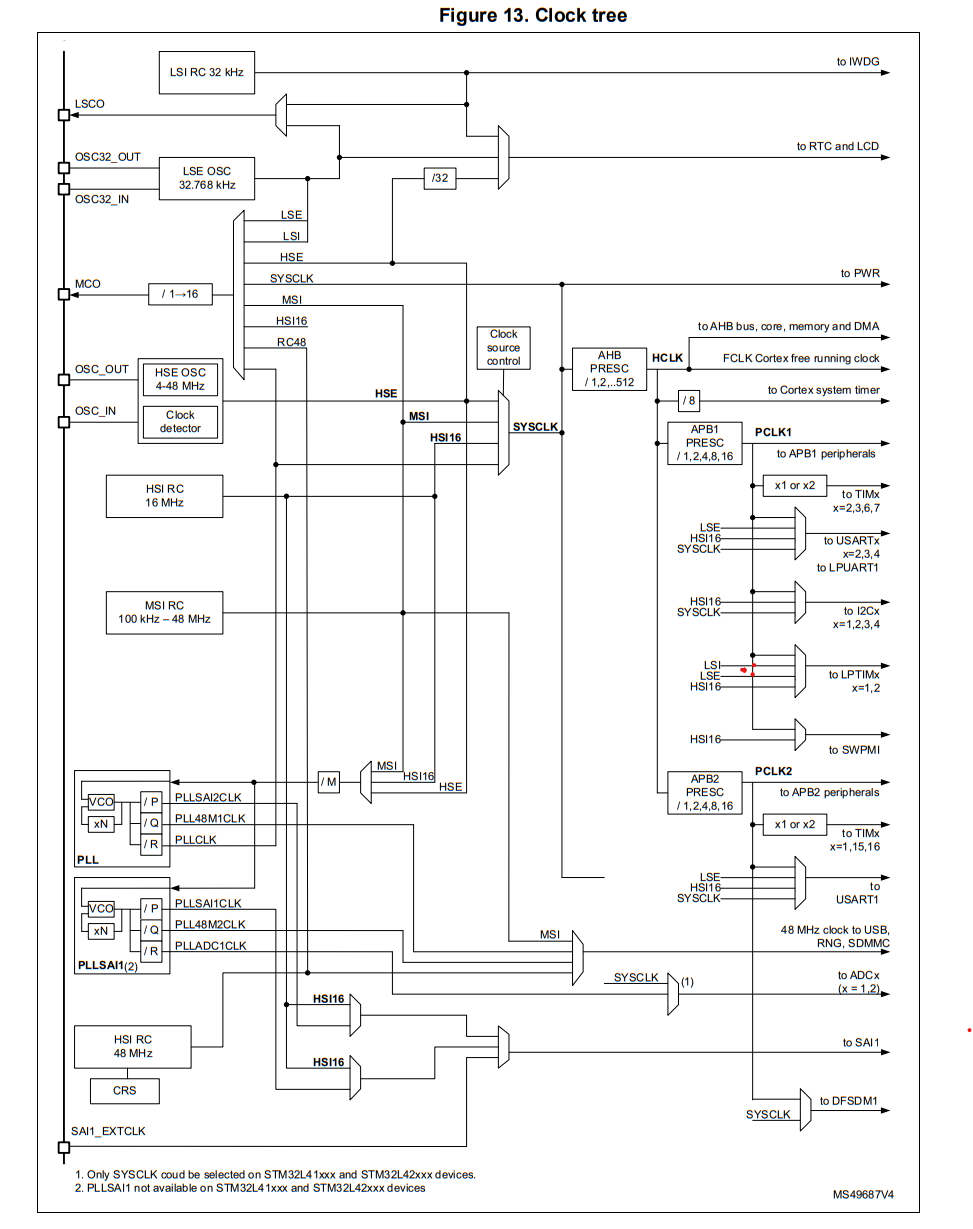 Figure 13. Clock tree
LSI RC 32 kHz
to IWDG
LSCO
to RTC and LCD
OSC32_OUT
LSE OSC
32.768 kHz
/32
OSC32_IN
LSE
LSI
HSE
SYSCLK
to PWR
MCO
/ 1→16
MSI
HSI16
RC48
Clock
source
control
to AHB bus, core, memory and DMA
AHB
PRESC
/ 1,2,..512
HCLK
FCLK Cortex free running clock
OSC_OUT
HSE OSC
4-48 MHz
HSE
to Cortex system timer
/ 8
OSC_IN
Clock
detector
MSI
SYSCLK
HSI16
APB1
PRESC
/ 1,2,4,8,16
PCLK1
to APB1 peripherals
HSI RC
16 MHz
x1 or x2
to TIMx
x=2,3,6,7
LSE
HSI16
SYSCLK
to USARTx
x=2,3,4
to LPUART1
MSI RC
100 kHz – 48 MHz
HSI16
SYSCLK
to I2Cx
x=1,2,3,4
LSI
LSE
HSI16
to LPTIMx
x=1,2
HSI16
to SWPMI
MSI
HSI16
HSE
/ M
APB2
PRESC
/ 1,2,4,8,16
PCLK2
to APB2 peripherals
VCO
xN
/ P
/ Q
/ R
PLLSAI2CLK
PLL48M1CLK
PLLCLK
PLL
x1 or x2
to TIMx
x=1,15,16
LSE
HSI16
SYSCLK
to
USART1
VCO
xN
/ P
/ Q
/ R
PLLSAI1CLK
PLL48M2CLK
PLLADC1CLK
PLLSAI1(2)
MSI
48 MHz clock to USB,
RNG, SDMMC
SYSCLK
(1)
to ADCx
(x = 1,2)
HSI16
HSI RC
48 MHz
to SAI1
HSI16
CRS
to DFSDM1
SYSCLK
SAI1_EXTCLK
1. Only SYSCLK coud be selected on STM32L41xxx and STM32L42xxx devices.
2. PLLSAI1 not available on STM32L41xxx and STM32L42xxx devices
MS49687V4